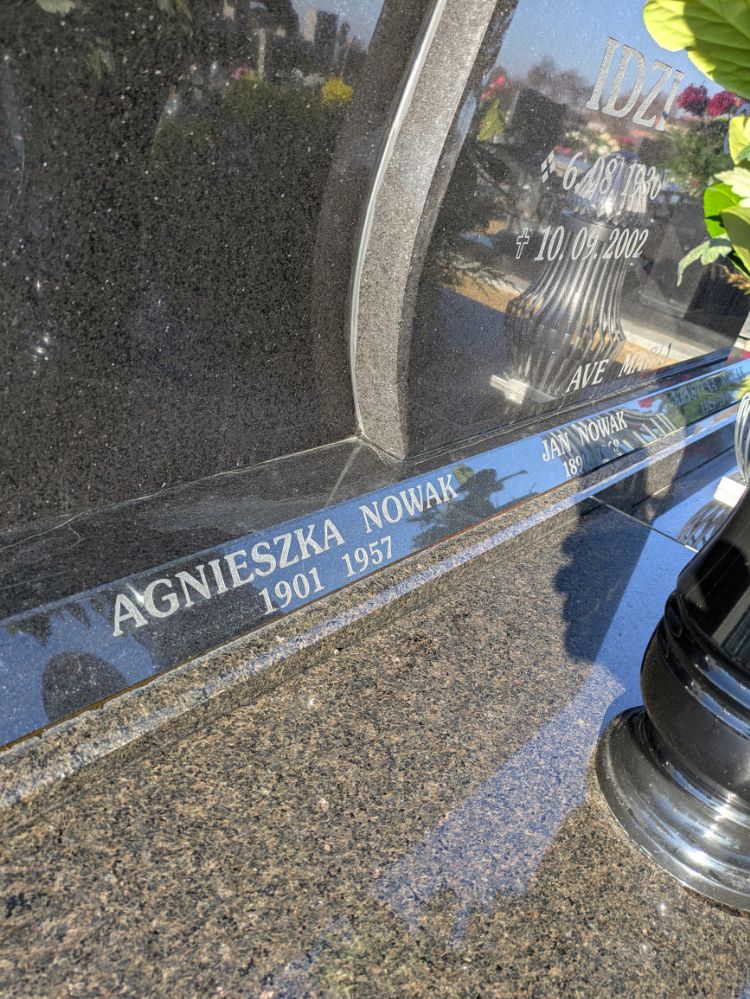 IDZI
6.08.1930
10.09.2002
AVE
AGNIESZKA NOWAK
1901 1957
JAN NOWAK